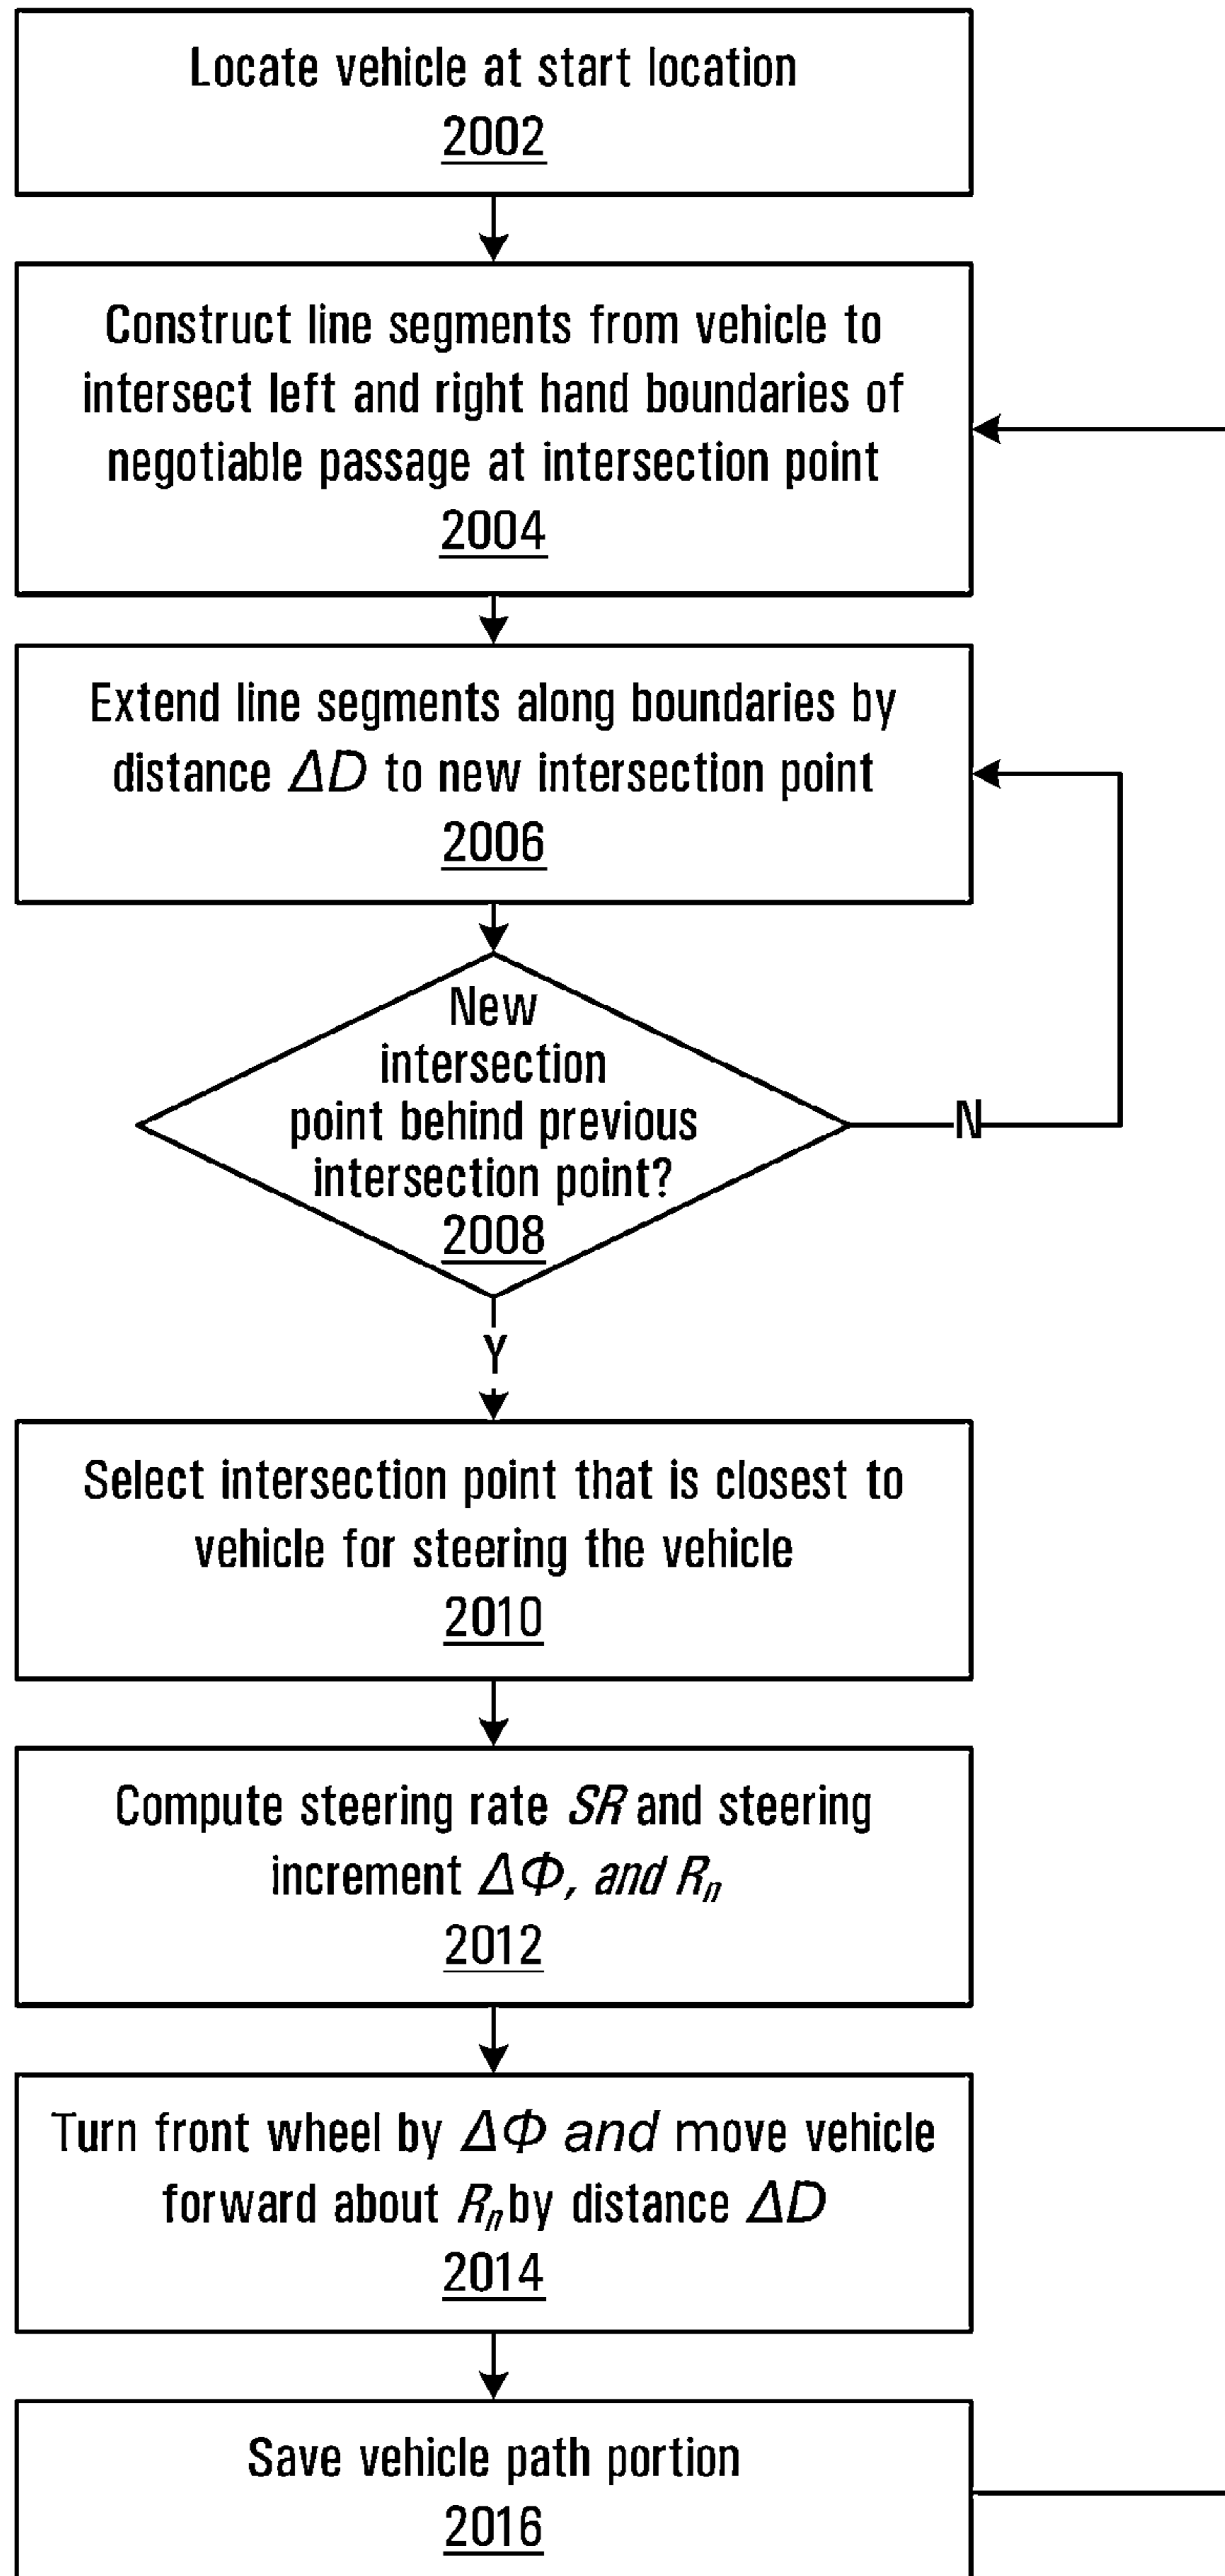 Locate vehicle at start location
2002
Construct line segments from vehicle to
intersect left and right hand boundaries of
negotiable passage at intersection point
2004
Extend line segments along boundaries by
distance ΔD to new intersection point
2006
New
intersection
point behind previous
intersection point?
2008
N
Y
Select intersection point that is closest to
vehicle for steering the vehicle
2010
Compute steering rate SR and steering
increment ΔΦ, and Rn
2012
Turn front wheel by ΔΦ and move vehicle
forward about Rn by distance ΔD
2014
Save vehicle path portion
2016